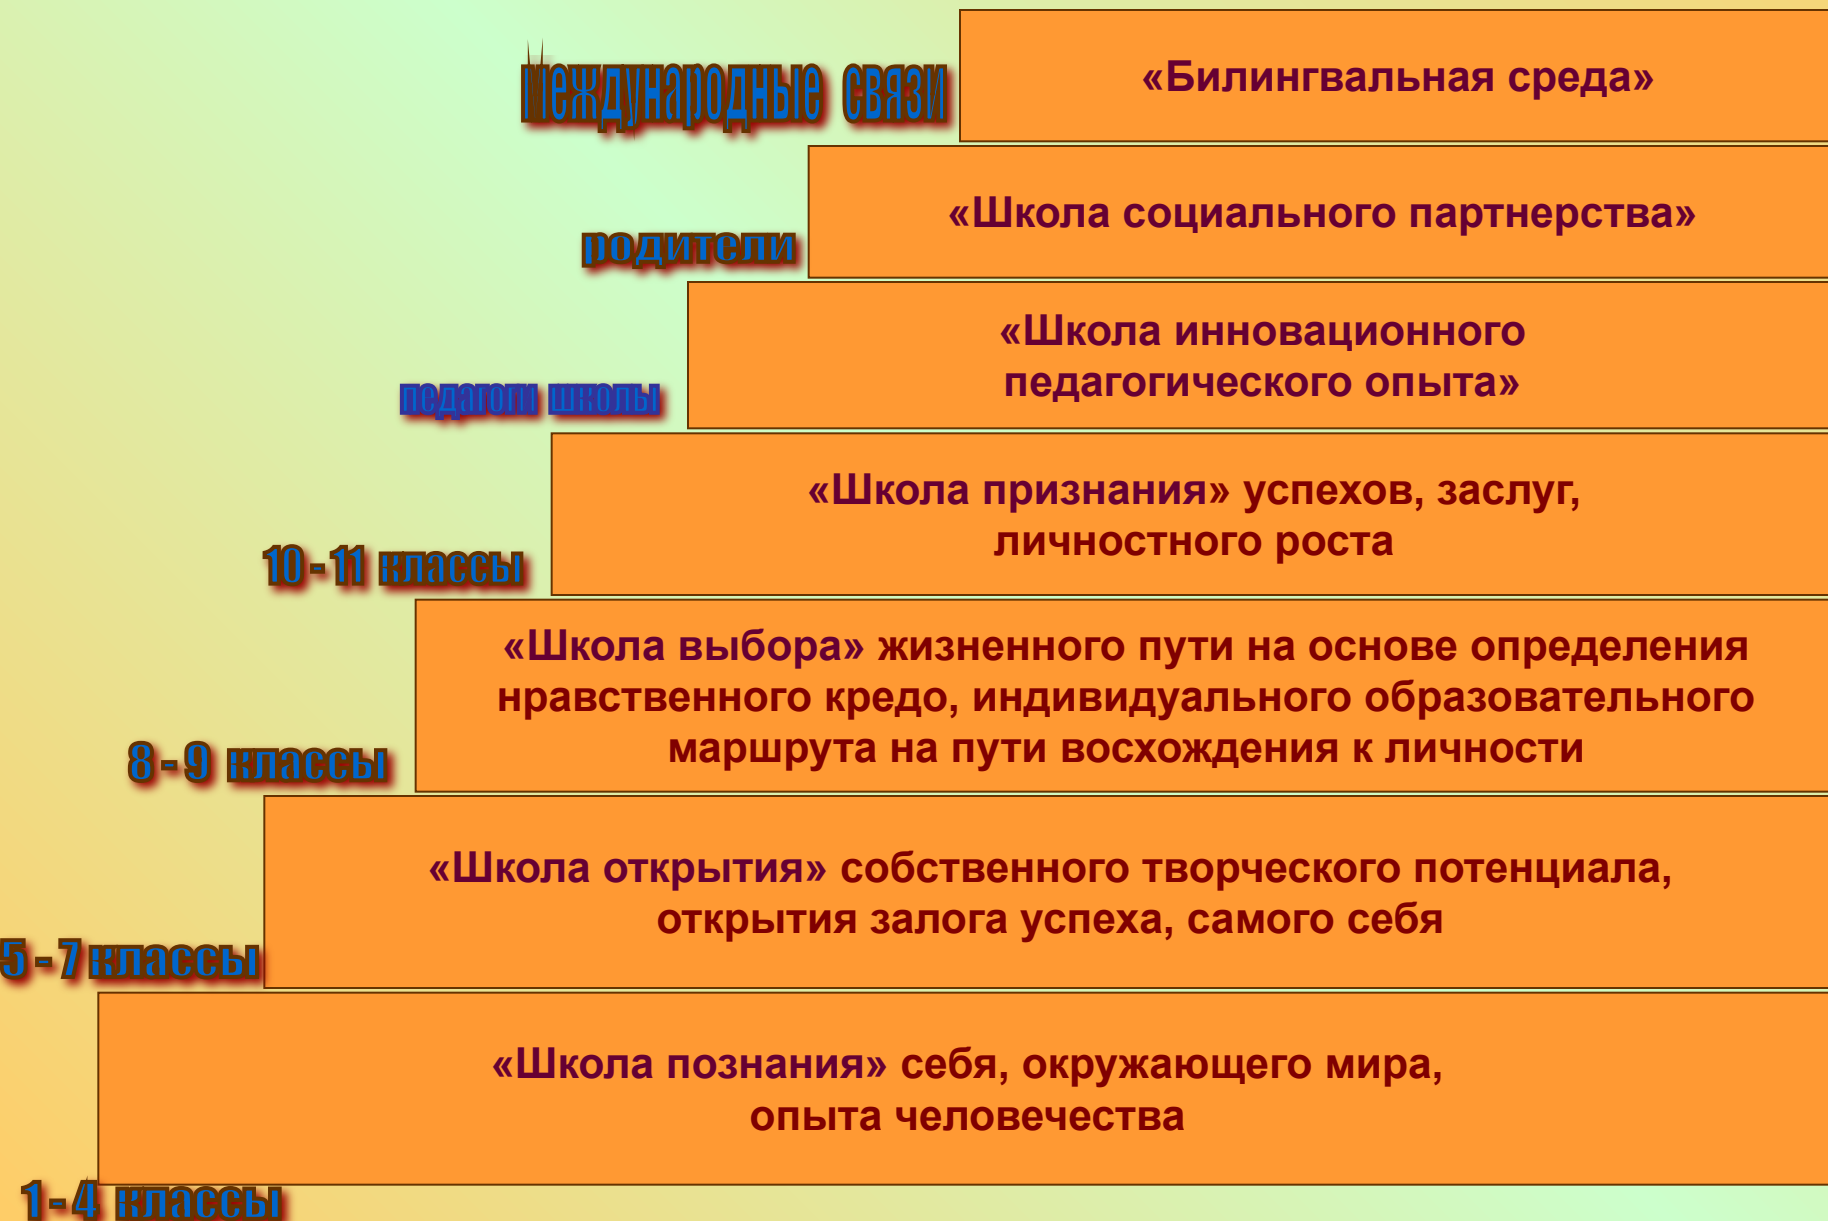 международные связи
«Билингвальная среда»
«Школа социального партнерства»
родители
«Школа инновационного
педагогического опыта»
педагоги школы
«Школа признания» успехов, заслуг,
личностного роста
10 - 11 классы
«Школа выбора» жизненного пути на основе определения
нравственного кредо, индивидуального образовательного
маршрута на пути восхождения к личности
8 - 9 классы
«Школа открытия» собственного творческого потенциала,
открытия залога успеха, самого себя
5 - 7 классы
«Школа познания» себя, окружающего мира,
опыта человечества
1 - 4 классы